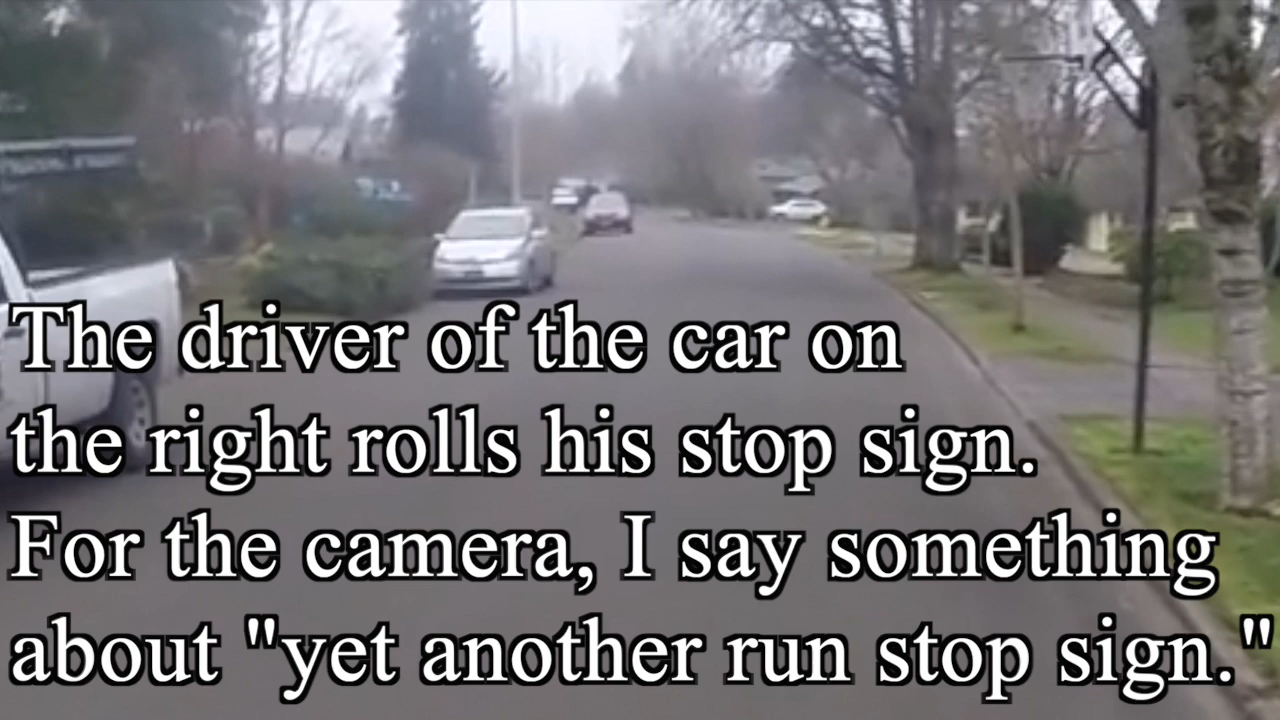 The driver of the car on
the right rolls his stop sign.
For the camera, I say something
about "yet another run stop sign."